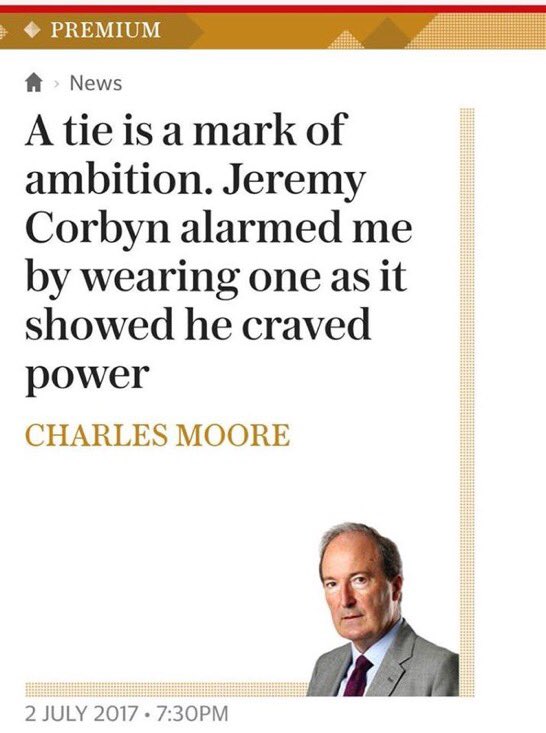 PREMIUM
News
A tie is a mark of
ambition. Jeremy
Corbyn alarmed me
by wearing one as it
showed he craved
power
CHARLES MOORE
2 JULY 2017 • 7:30PM